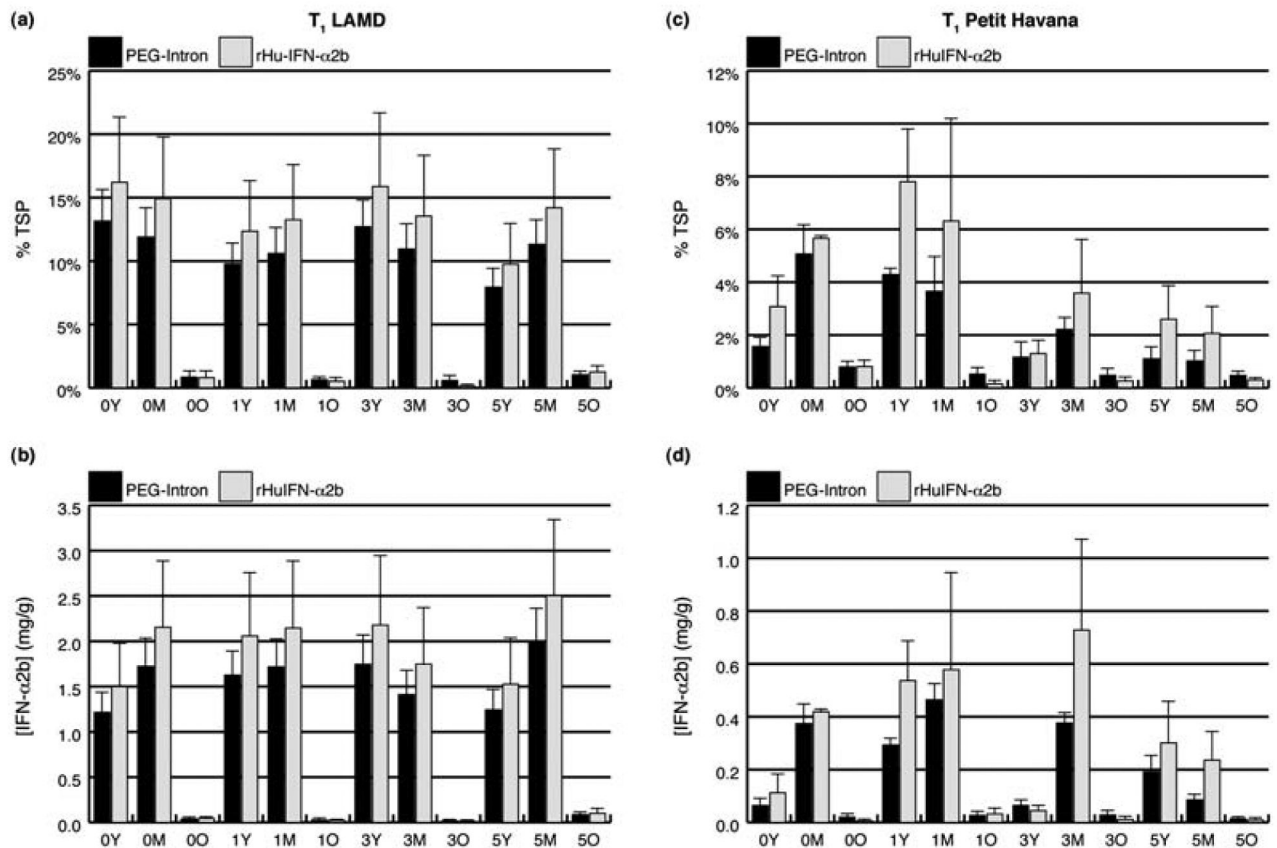 (a) T1 LAMD
PEG-Intron rHu-IFN-α2b
25%
20%
15%
10%
5%
0%
% TSP
0Y 0M 0O 1Y 1M 1O 3Y 3M 3O 5Y 5M 5O
(c) T1 Petit Havana
PEG-Intron rHuIFN-α2b
12%
10%
8%
6%
4%
2%
0%
% TSP
0Y 0M 0O 1Y 1M 1O 3Y 3M 3O 5Y 5M 5O
(b)
PEG-Intron rHuIFN-α2b
3.5
3.0
2.5
2.0
1.5
1.0
0.5
0.0
[IFN-α2b] (mg/g)
0Y 0M 0O 1Y 1M 1O 3Y 3M 3O 5Y 5M 5O
(d)
PEG-Intron rHuIFN-α2b
1.2
1.0
0.8
0.6
0.4
0.2
0.0
[IFN-α2b] (mg/g)
0Y 0M 0O 1Y 1M 1O 3Y 3M 3O 5Y 5M 5O